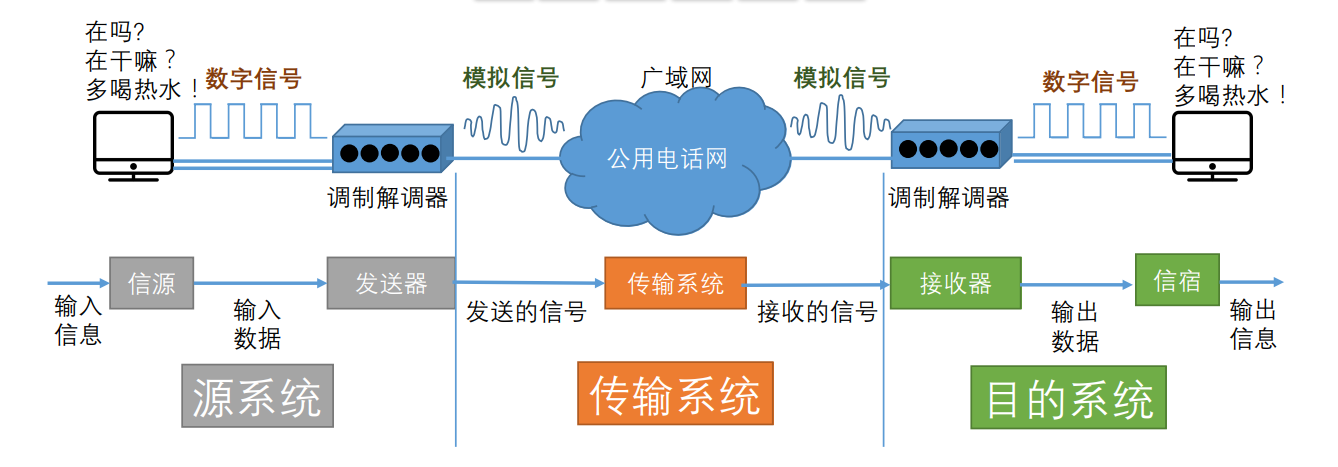 在吗?
在干嘛？
多喝热水！
数字信号
模拟信号
广域网
模拟信号
数字信号
在吗?
在干嘛？
多喝热水！
公用电话网
调制解调器
调制解调器
信源
发送器
传输系统
接收器
信宿
输入
信息
输入
数据
发送的信号
接收的信号
输出
数据
输出
信息
源系统
传输系统
目的系统